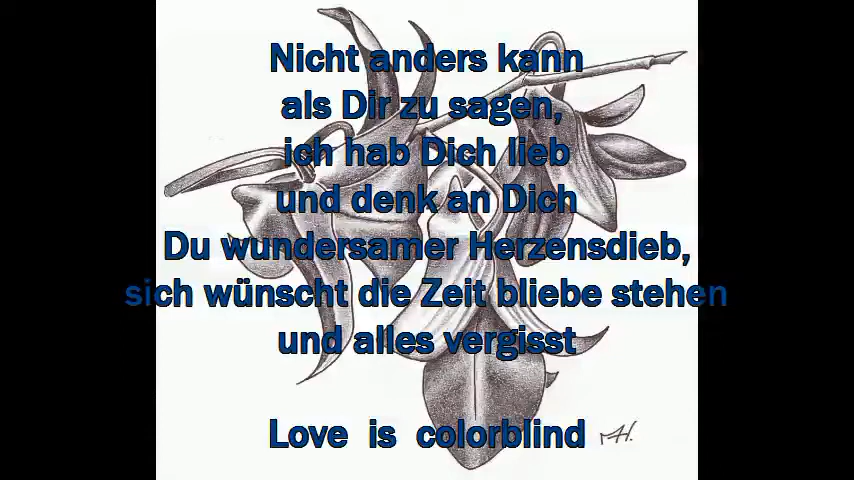 Nicht anders kann
als Dir zu sagen,
ich hab Dich lieb
und denk an Dich
Du wundersamer Herzensdieb,
sich wünscht die Zeit bliebe stehen
und alles vergisst
Love is colorblind